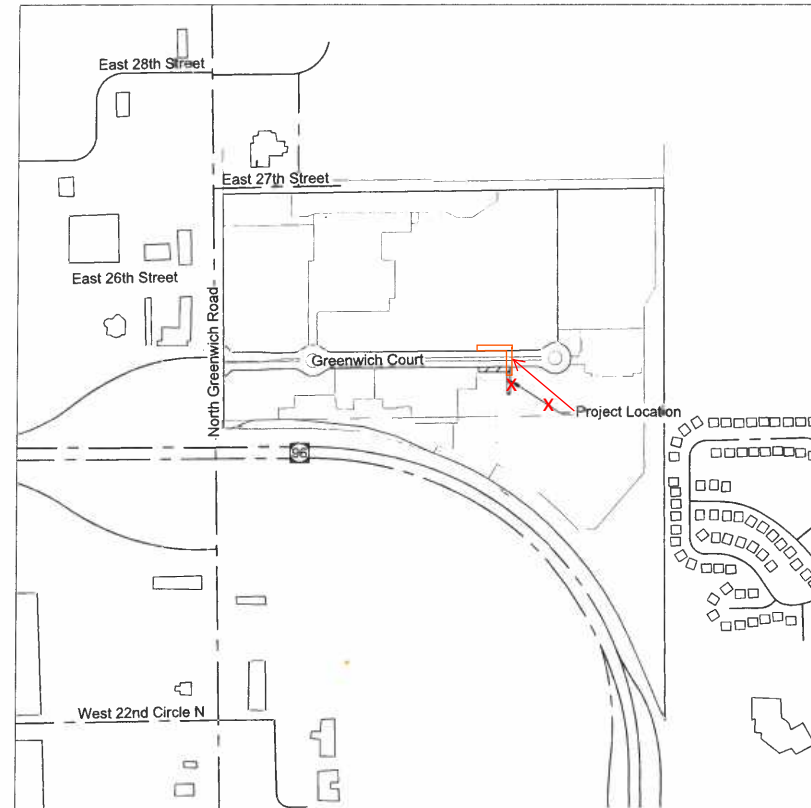 East 28th Street
East 27th Street
East 26th Street
North Greenwich Road
Greenwich Court
Project Location
96
West 22nd Circle N